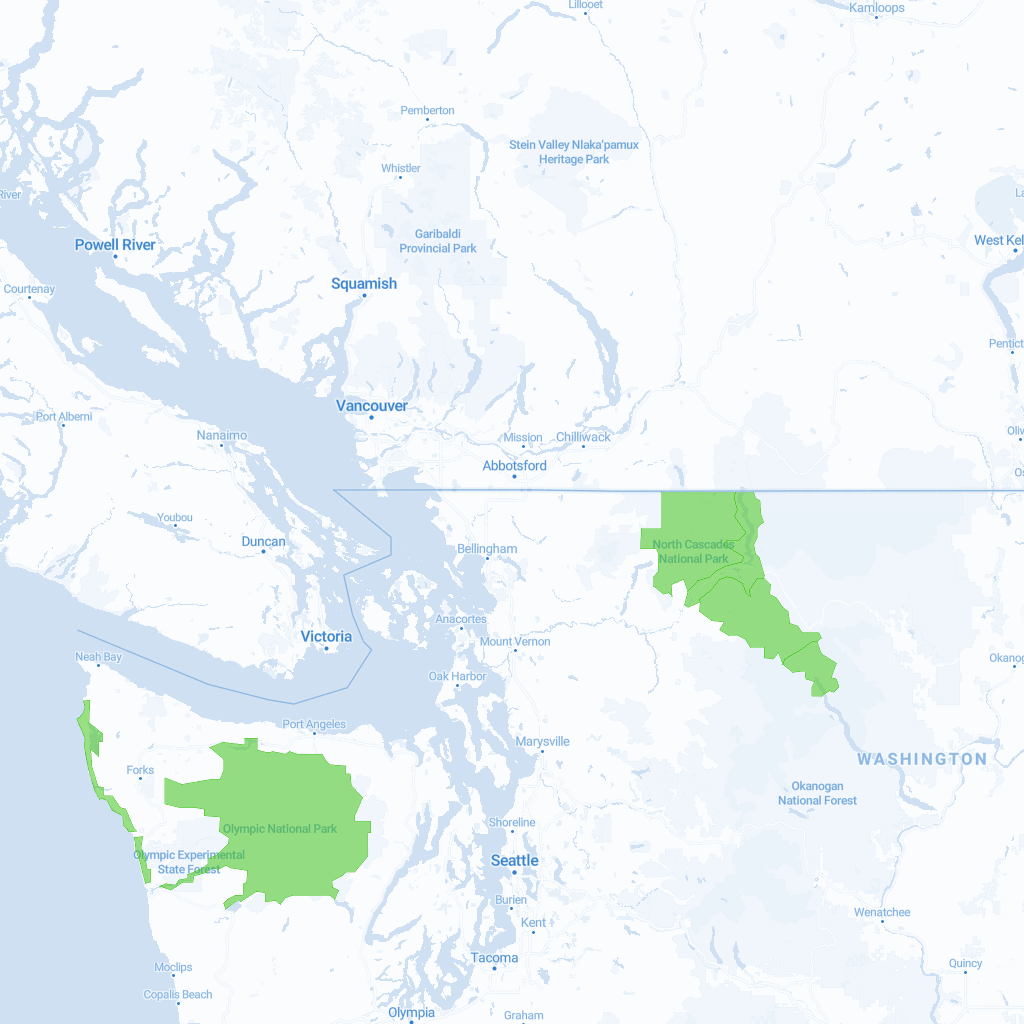 Lillooet
Kamloops
Pemberton
Stein Valley Nlaka'pamux
Heritage Park
Whistler
River
La
Garibaldi
Provincial Park
Powell River
West Kel
Squamish
Courtenay
Pentict
Vancouver
Port Alberni
Nanaimo
Mission
Chilliwack
Oliv
Abbotsford
Os
Youbou
Duncan
Bellingham
North Cascades
National Park
Anacortes
Victoria
Mount Vernon
Neah Bay
Okanog
Oak Harbor
Port Angeles
Marysville
WASHINGTON
Forks
Okanogan
National Forest
Shoreline
Olympic National Park
Olympic Experimental
State Forest
Seattle
Burien
Wenatchee
Kent
Tacoma
Moclips
Quincy
Copalis Beach
Olympia
Graham